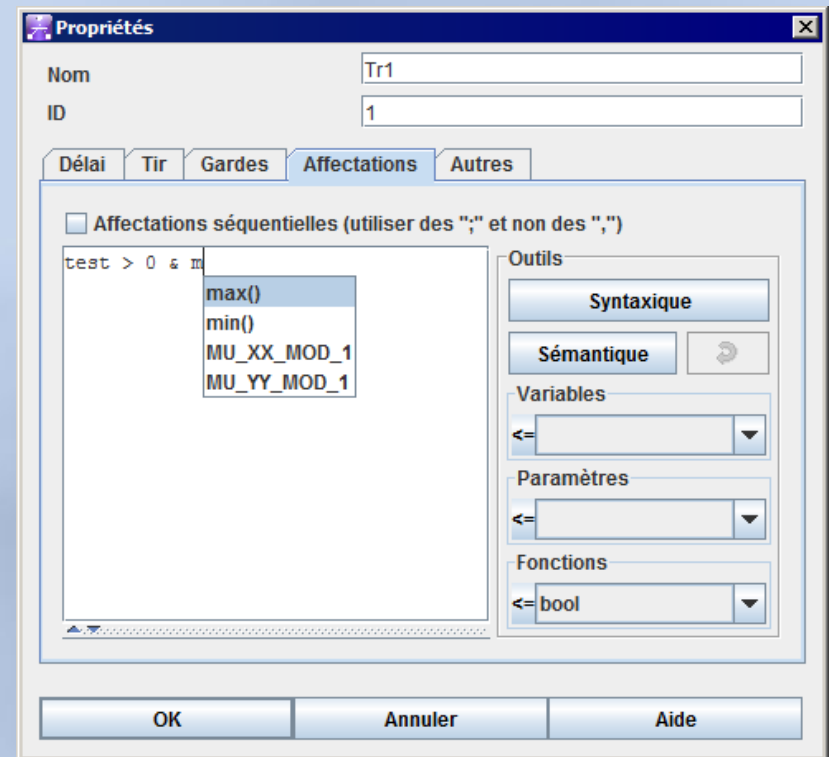 Propriétés
Nom
Tr1
ID
1
Délai Tir Gardes Affectations Autres
Affectations séquentielles (utiliser des ";" et non des ",")
test > 0 & m
max()
min()
MU_XX_MOD_1
MU_YY_MOD_1
Outils
Syntaxique
Sémantique
Variables
<=
Paramètres
<=
Fonctions
<= bool
OK Annuler Aide